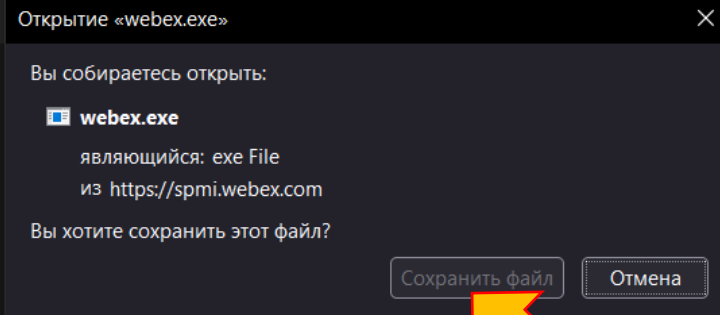 Открытие «webex.exe»
Вы собираетесь открыть:
webex.exe
являющийся: exe File
из https://spmi.webex.com
Вы хотите сохранить этот файл?
Сохранить файл Отмена